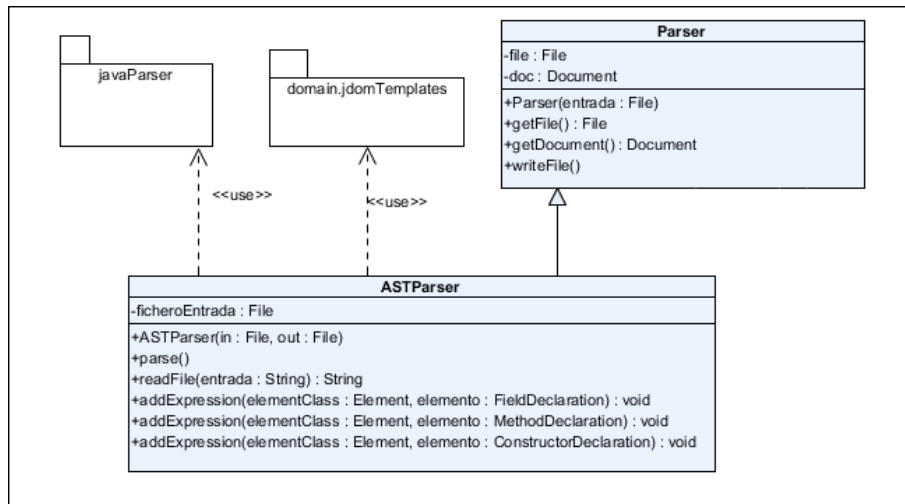 javaParser
domain.jdomTemplates
Parser
-file : File
-doc : Document
+Parser(entrada : File)
+getFile() : File
+getDocument() : Document
+writeFile()
<<use>>
<<use>>
ASTParser
-ficheroEntrada : File
+ASTParser(in : File, out : File)
+parse()
+readFile(entrada : String) : String
+addExpression(elementClass : Element, elemento : FieldDeclaration) : void
+addExpression(elementClass : Element, elemento : MethodDeclaration) : void
+addExpression(elementClass : Element, elemento : ConstructorDeclaration) : void